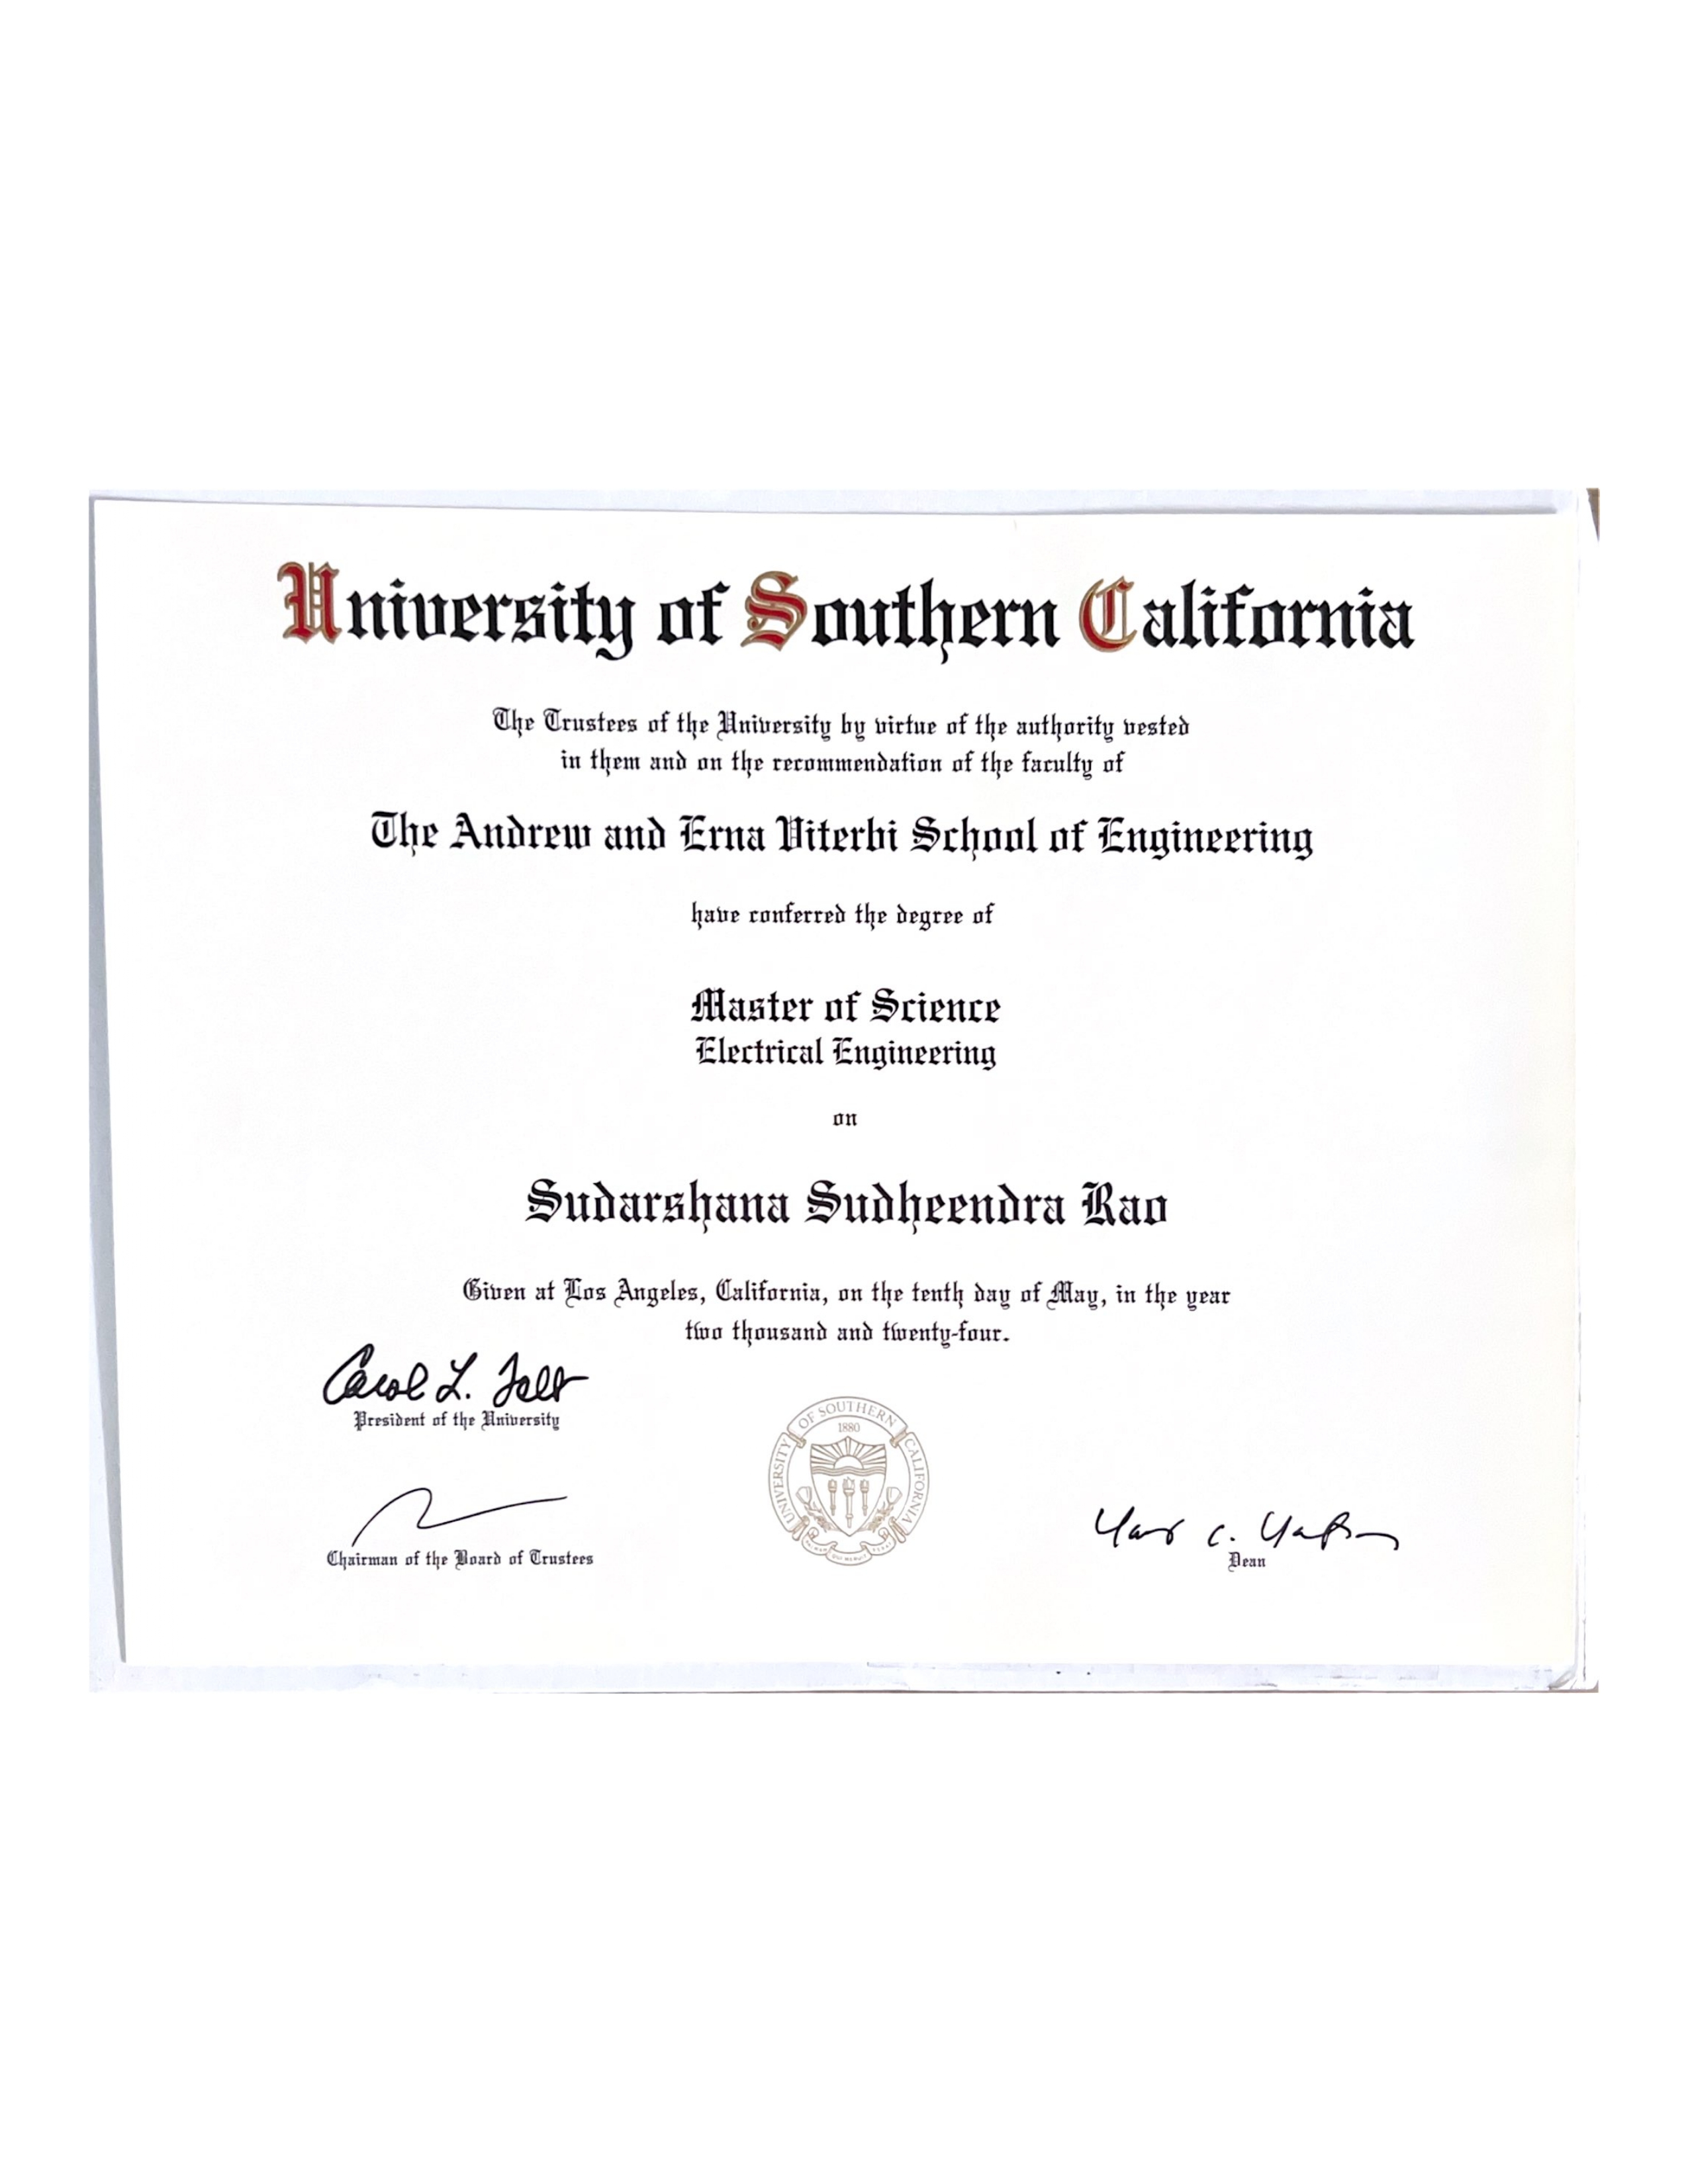 University of Southern California
The Trustees of the University by virtue of the authority vested
in them and on the recommendation of the faculty of
The Andrew and Erna Viterbi School of Engineering
have conferred the degree of
Master of Science
Electrical Engineering
on
Sudarshana Sudheendra Rao
Given at Los Angeles, California, on the tenth day of May, in the year
two thousand and twenty-four.
Carol L. Folt
President of the University
UNIVERSITY OF SOUTHERN CALIFORNIA
1880
Chairman of the Board of Trustees
Dean